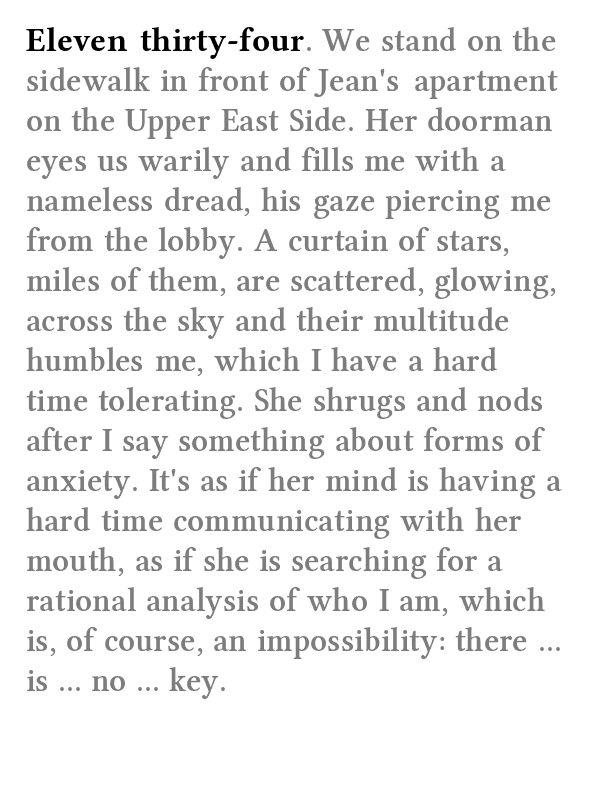 Eleven thirty-four. We stand on the
sidewalk in front of Jean's apartment
on the Upper East Side. Her doorman
eyes us warily and fills me with a
nameless dread, his gaze piercing me
from the lobby. A curtain of stars,
miles of them, are scattered, glowing,
across the sky and their multitude
humbles me, which I have a hard
time tolerating. She shrugs and nods
after I say something about forms of
anxiety. It's as if her mind is having a
hard time communicating with her
mouth, as if she is searching for a
rational analysis of who I am, which
is, of course, an impossibility: there ...
is ... no ... key.